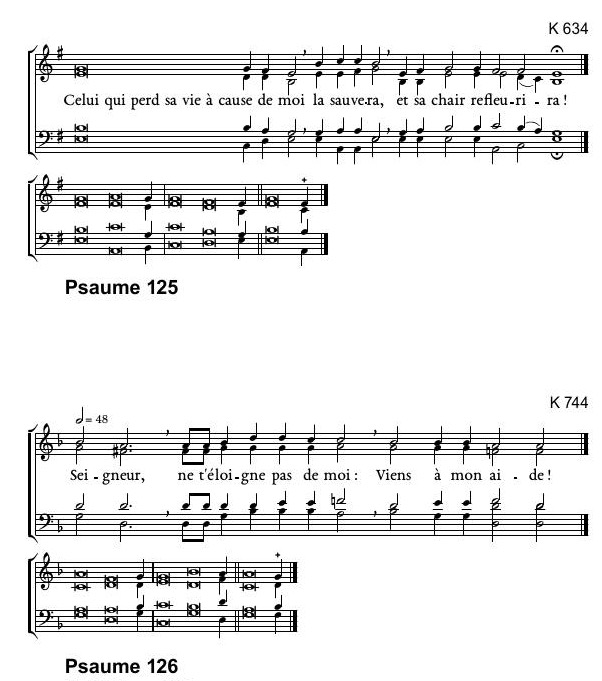 K 634
Celui qui perd sa vie à cause de moi la sauve-ra, et sa chair refleu-ri - ra !
Psaume 125
K 744
= 48
Sei - gneur, ne t'éloi-gne pas de moi : Viens à mon ai - de !
Psaume 126